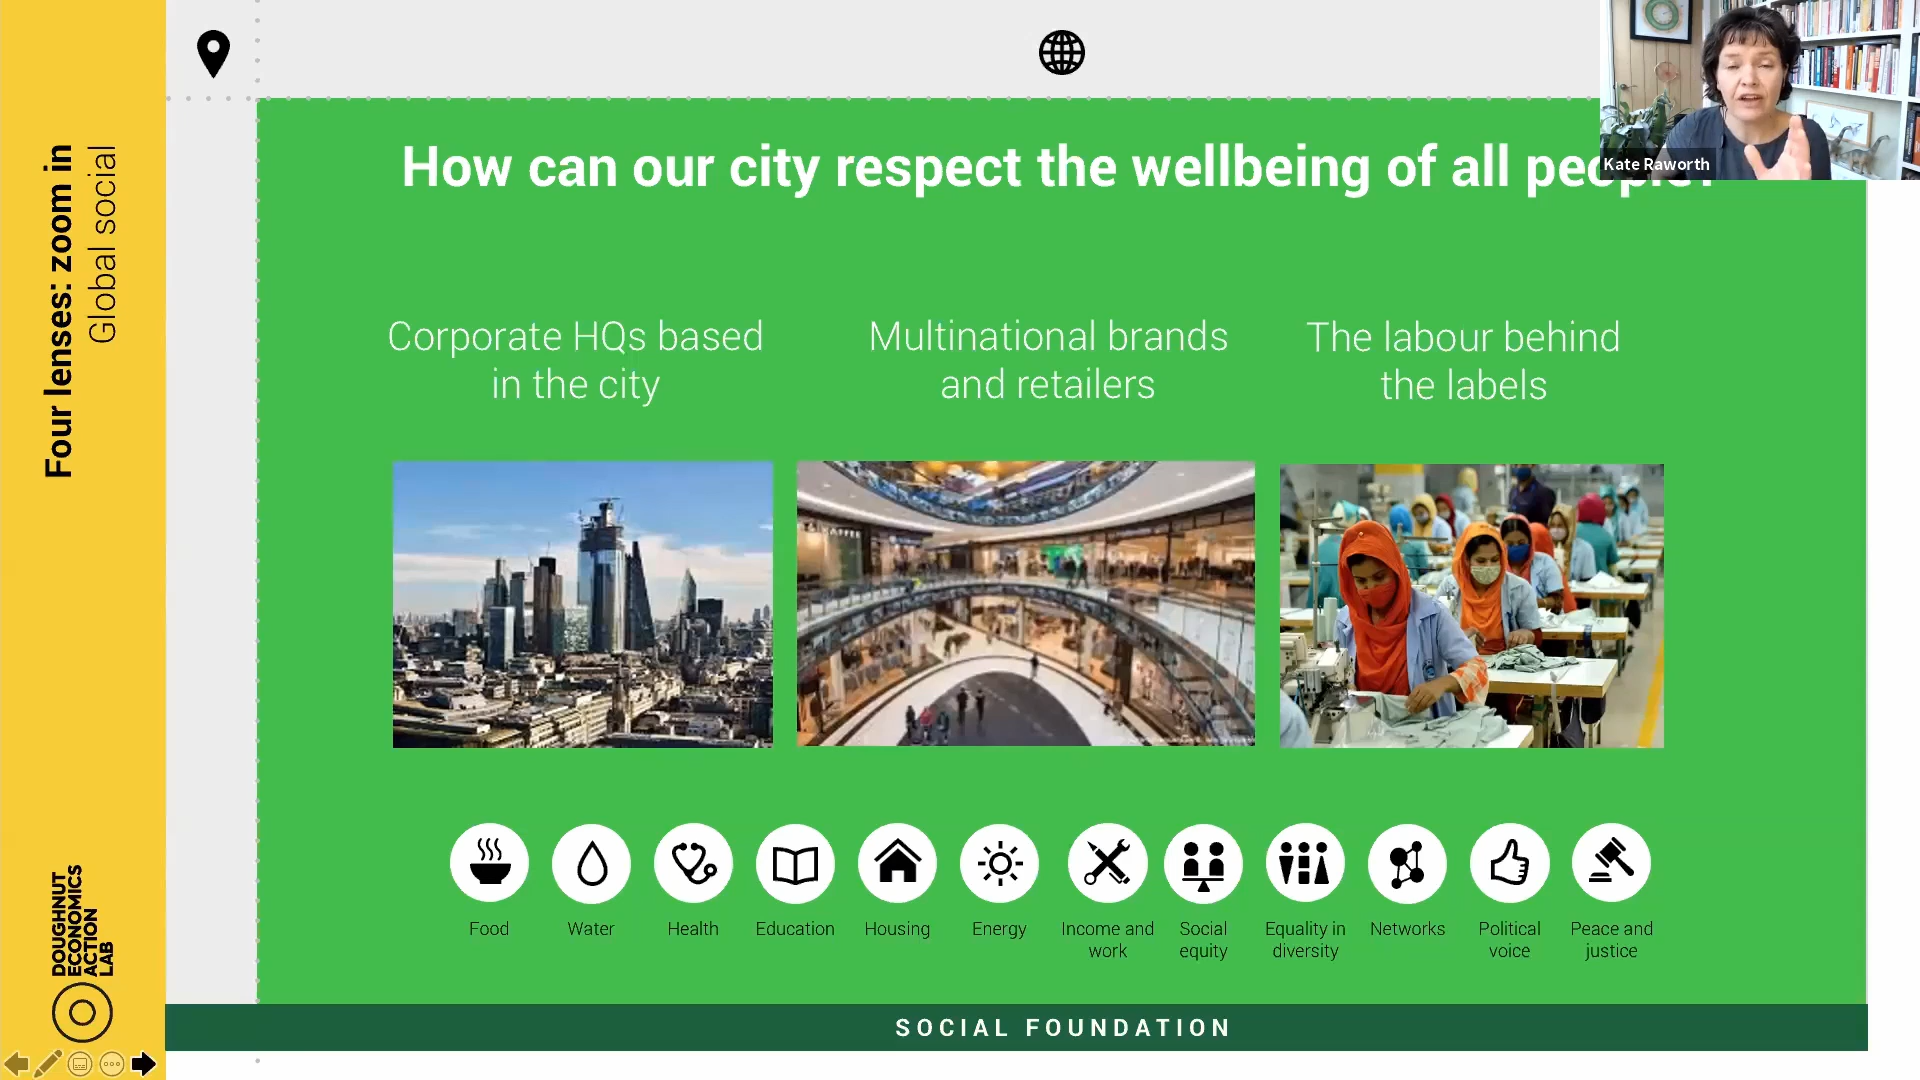 Four lenses: zoom in
Global social
How can our city respect the wellbeing of all people?
Kate Raworth
Corporate HQs based
in the city
Multinational brands
and retailers
The labour behind
the labels
Food
Water
Health
Education
Housing
Energy
Income and
work
Social
equity
Equality in
diversity
Networks
Political
voice
Peace and
justice
SOCIAL FOUNDATION
DOUGHNUT
ECONOMICS
ACTION
LAB